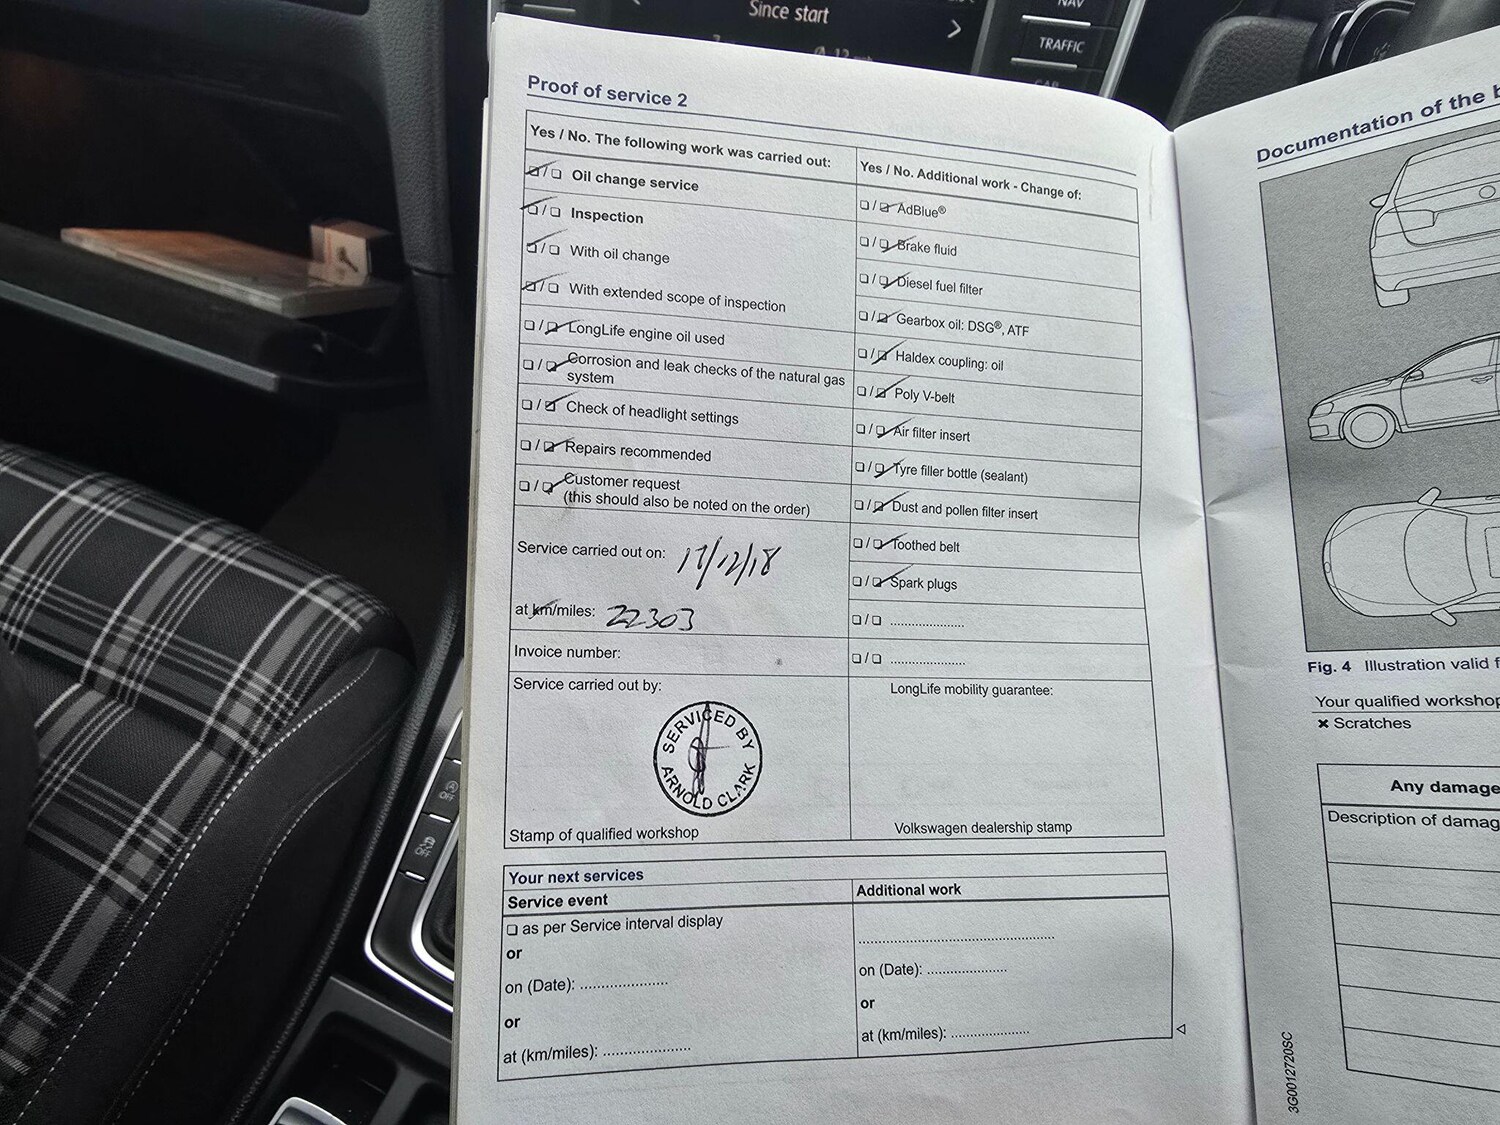 Since start
NAV
TRAFFIC
CAR
Proof of service 2
Yes / No. The following work was carried out:
Oil change service
Inspection
With oil change
With extended scope of inspection
LongLife engine oil used
Corrosion and leak checks of the natural gas
system
Check of headlight settings
Repairs recommended
Customer request
(this should also be noted on the order)
Service carried out on: 17/12/18
at km/miles: 22303
Invoice number:
Service carried out by:
SERVICED BY
ARNOLD CLARK
Stamp of qualified workshop
Yes / No. Additional work - Change of:
AdBlue®
Brake fluid
Diesel fuel filter
Gearbox oil: DSG®, ATF
Haldex coupling: oil
Poly V-belt
Air filter insert
Tyre filler bottle (sealant)
Dust and pollen filter insert
Toothed belt
Spark plugs
LongLife mobility guarantee:
Volkswagen dealership stamp
Your next services
Service event
as per Service interval display
or
on (Date): ....................
or
at (km/miles): ....................
Additional work
on (Date): ..................
or
at (km/miles): ..................
Documentation of the b
Fig. 4 Illustration valid f
Your qualified workshop
× Scratches
Any damage
Description of damag
3G0012720SC
OFF
OFF